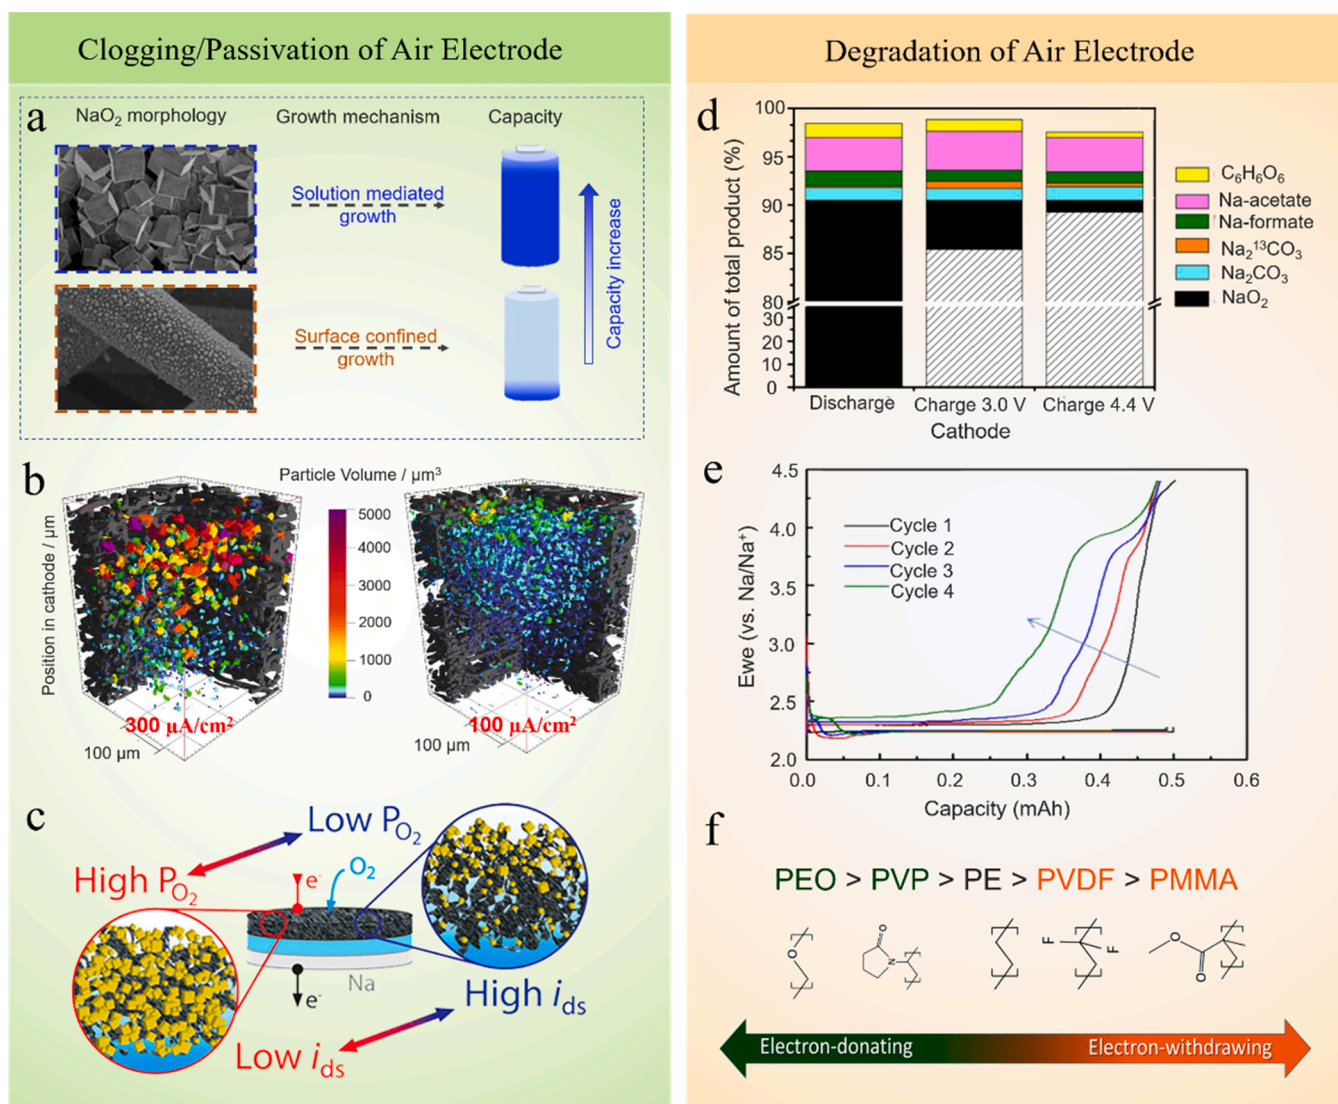 Clogging/Passivation of Air Electrode
a
NaO₂ morphology
Growth mechanism
Capacity
Solution mediated
growth
Surface confined
growth
Capacity increase
b
Particle Volume / µm³
Position in cathode / µm
5000
4000
3000
2000
1000
0
300 µA/cm²
100 µm
100 µA/cm²
100 µm
c
Low P_O₂
High P_O₂
e⁻
O₂
Na
e⁻
High i_ds
Low i_ds
Degradation of Air Electrode
d
Amount of total product (%)
100
95
90
85
80
30
20
10
0
Discharge
Charge 3.0 V
Charge 4.4 V
Cathode
C₆H₆O₆
Na-acetate
Na-formate
Na₂¹³CO₃
Na₂CO₃
NaO₂
e
Ewe (vs. Na/Na⁺)
4.5
4.0
3.5
3.0
2.5
2.0
Cycle 1
Cycle 2
Cycle 3
Cycle 4
0.0 0.1 0.2 0.3 0.4 0.5 0.6
Capacity (mAh)
f
PEO > PVP > PE > PVDF > PMMA
O
O
N
F
F
O
O
Electron-donating
Electron-withdrawing